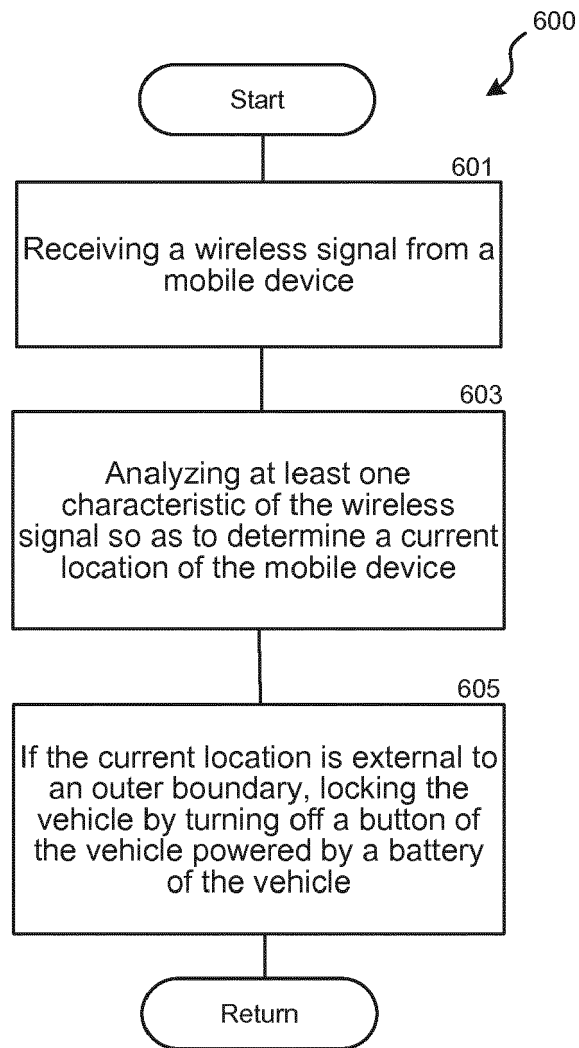 600
Start
601
Receiving a wireless signal from a
mobile device
603
Analyzing at least one
characteristic of the wireless
signal so as to determine a current
location of the mobile device
605
If the current location is external to
an outer boundary, locking the
vehicle by turning off a button of
the vehicle powered by a battery
of the vehicle
Return